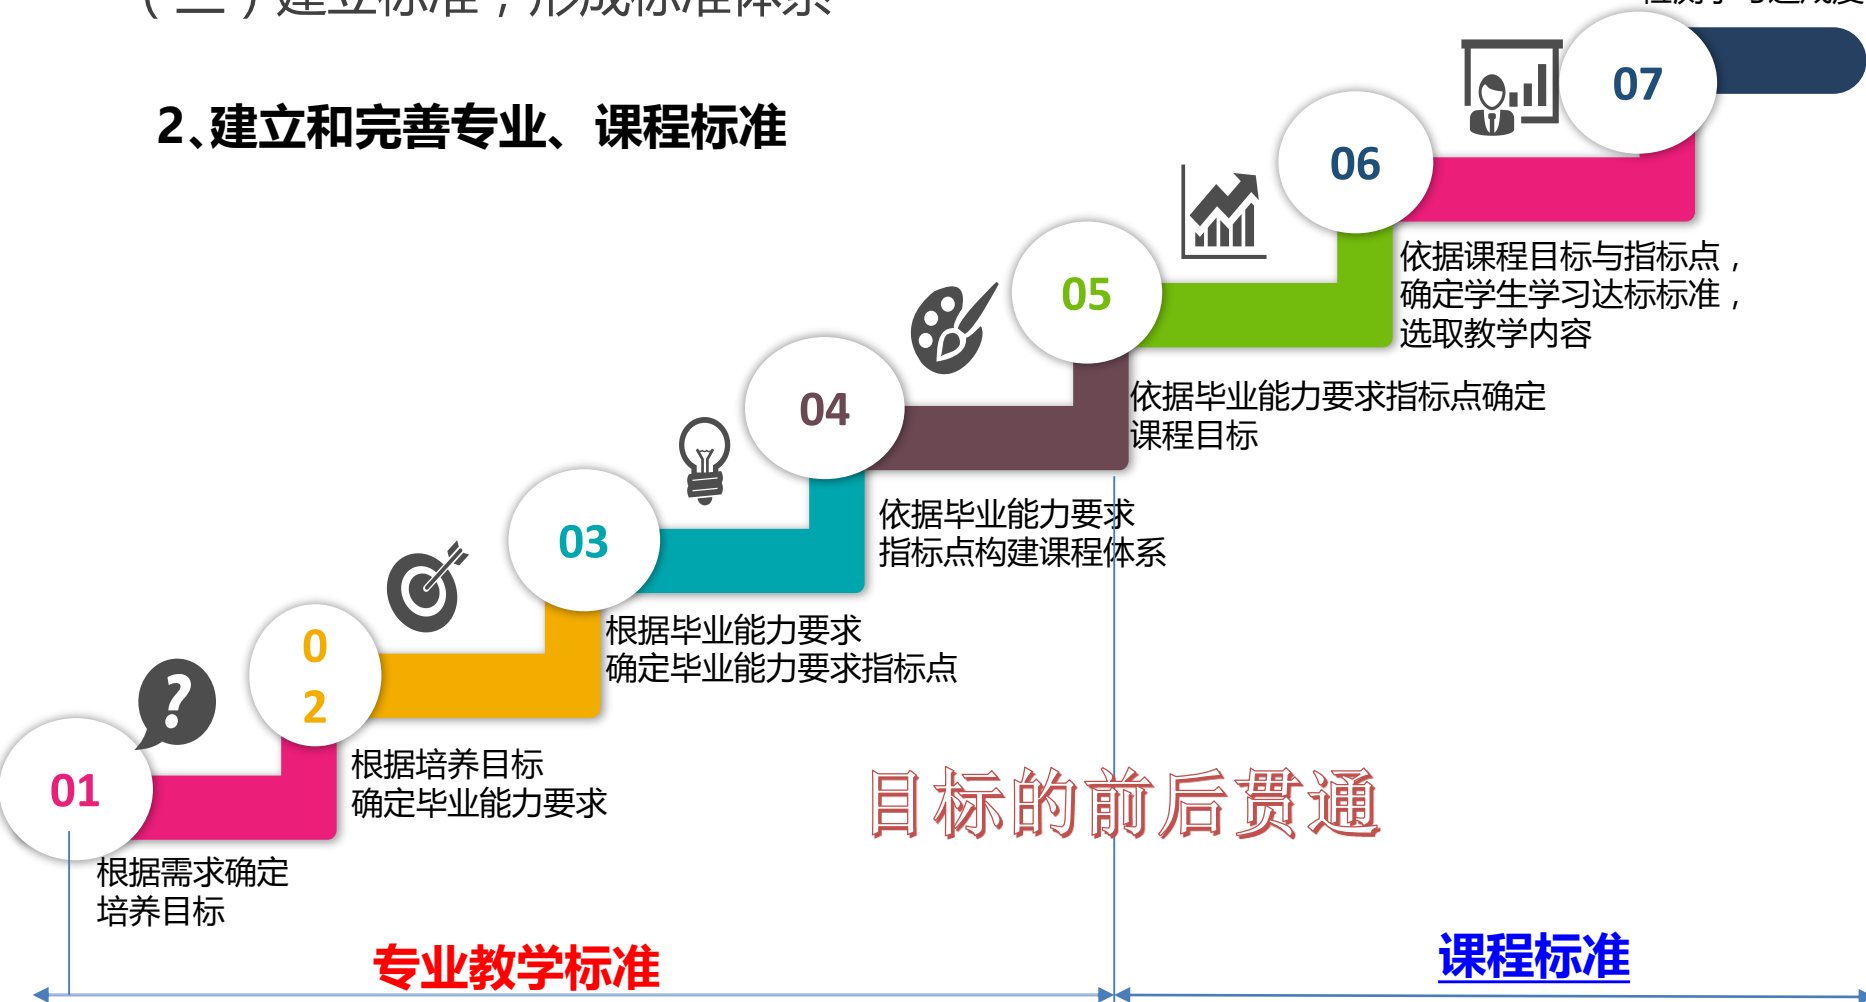 2、建立和完善专业、课程标准
07
06
依据课程目标与指标点，
确定学生学习达标标准，
选取教学内容
05
依据毕业能力要求指标点确定
课程目标
04
依据毕业能力要求
指标点构建课程体系
03
根据毕业能力要求
确定毕业能力要求指标点
0
2
根据培养目标
确定毕业能力要求
?
01
根据需求确定
培养目标
目标的前后贯通
专业教学标准
课程标准